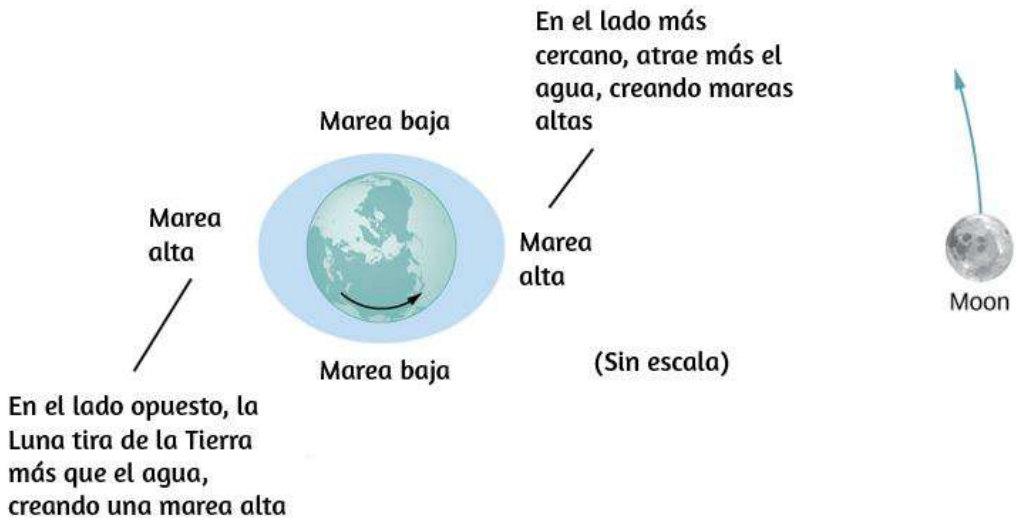 En el lado más
cercano, atrae más el
agua, creando mareas
altas
Marea baja
Marea
alta
Marea
alta
Moon
Marea baja
(Sin escala)
En el lado opuesto, la
Luna tira de la Tierra
más que el agua,
creando una marea alta